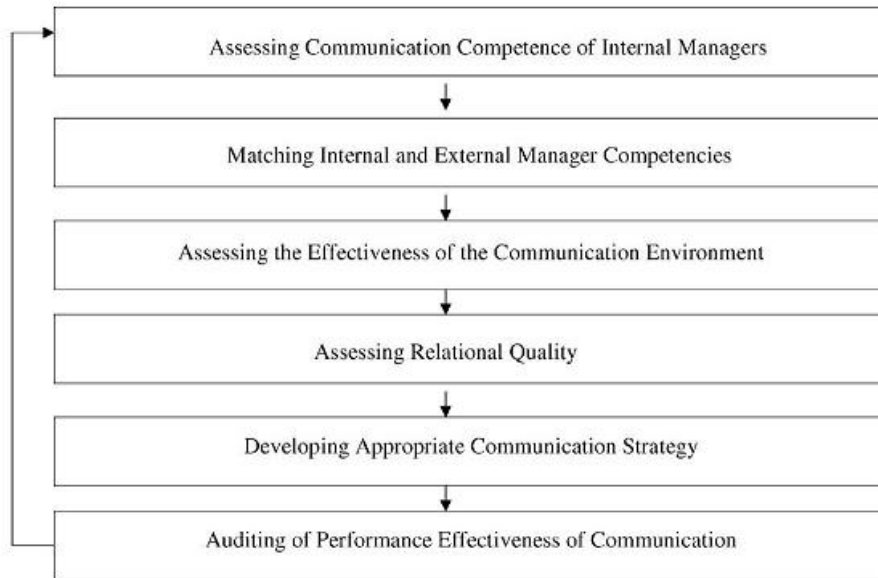 Assessing Communication Competence of Internal Managers
Matching Internal and External Manager Competencies
Assessing the Effectiveness of the Communication Environment
Assessing Relational Quality
Developing Appropriate Communication Strategy
Auditing of Performance Effectiveness of Communication